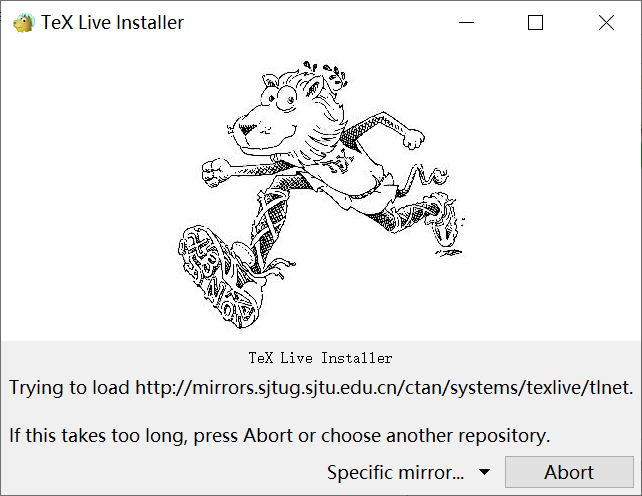 TeX Live Installer
TeX Live Installer
Trying to load http://mirrors.sjtug.sjtu.edu.cn/ctan/systems/texlive/tlnet.
If this takes too long, press Abort or choose another repository.
Specific mirror... Abort